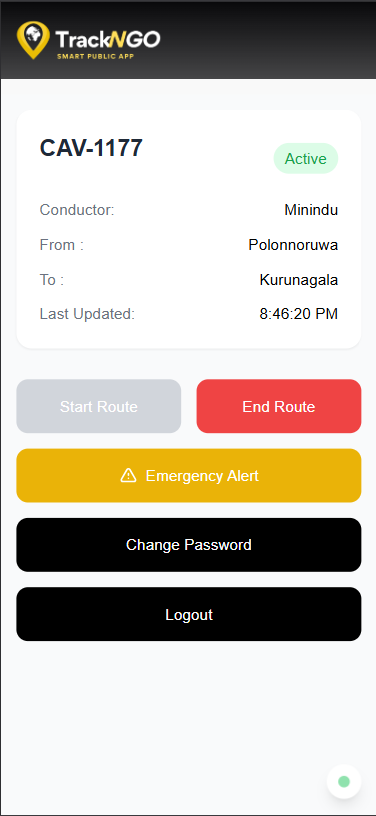 TrackNGO
SMART PUBLIC APP
CAV-1177
Active
Conductor: Minindu
From : Polonnoruwa
To : Kurunagala
Last Updated: 8:46:20 PM
Start Route End Route
Emergency Alert
Change Password
Logout